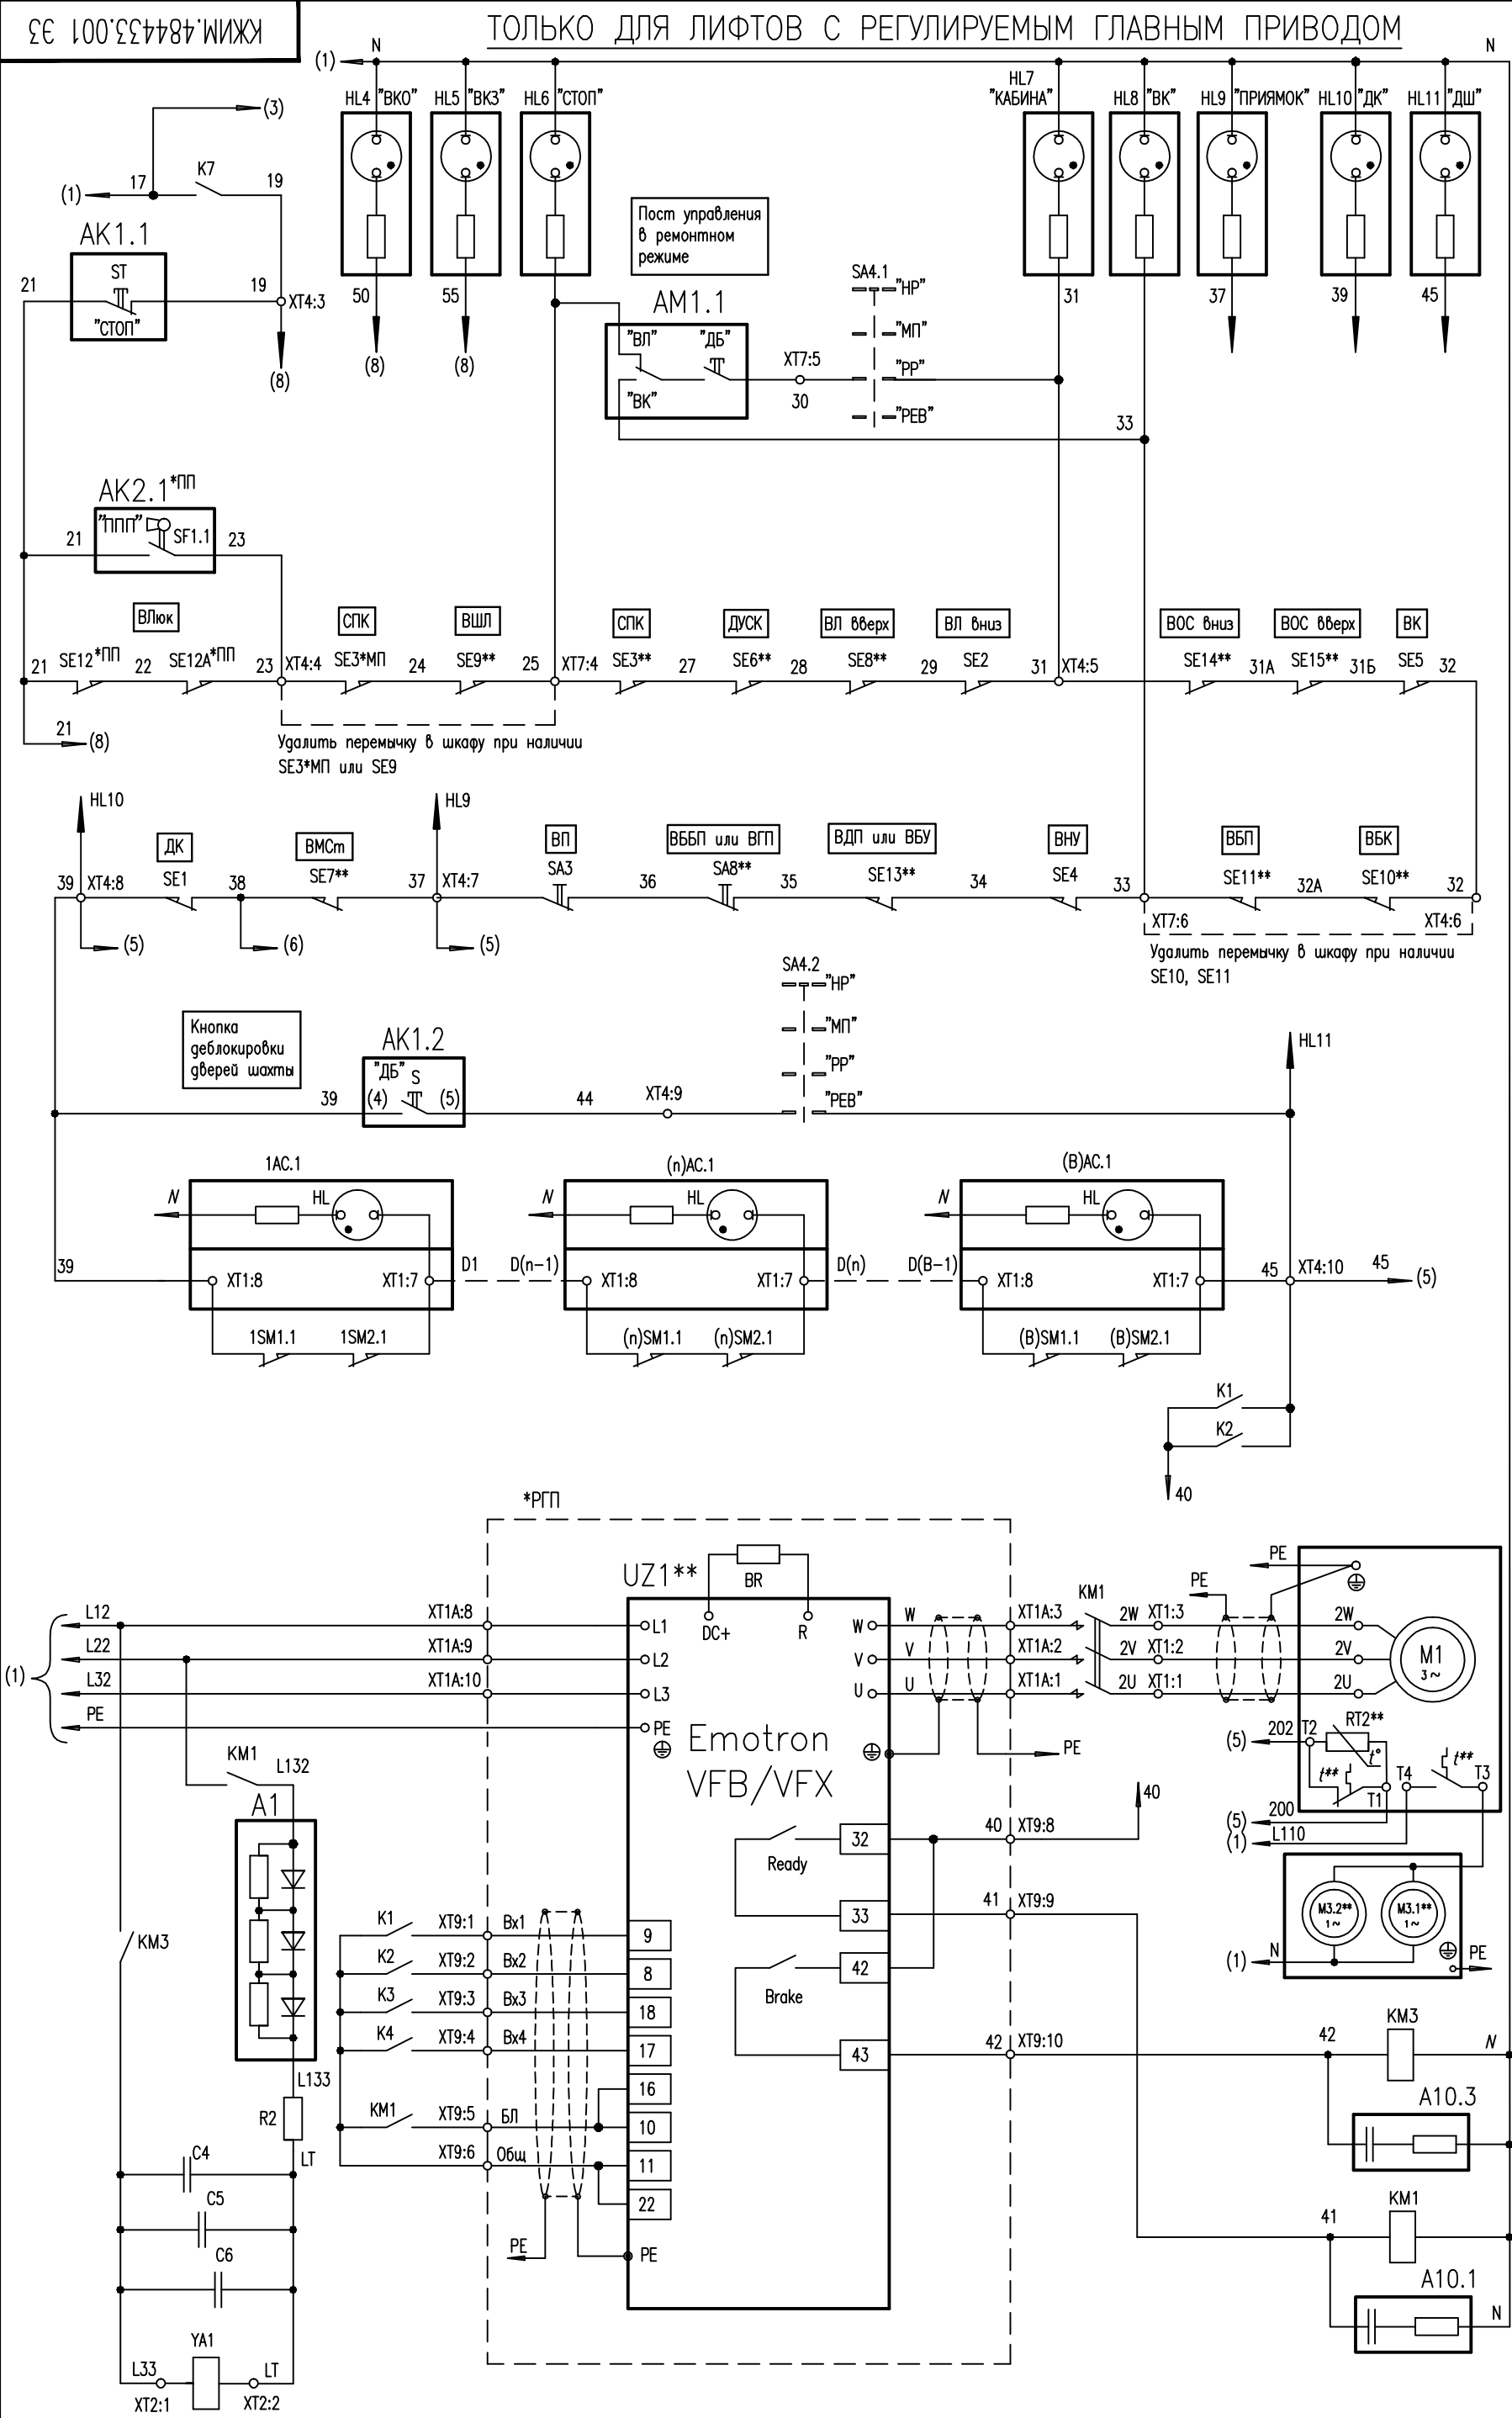 КЖИМ.484433.001 ЭЗ
ТОЛЬКО ДЛЯ ЛИФТОВ С РЕГУЛИРУЕМЫМ ГЛАВНЫМ ПРИВОДОМ
(1) N N
HL4 "ВКО" HL5 "ВКЗ" HL6 "СТОП" HL7 "КАБИНА" HL8 "ВК" HL9 "ПРИЯМОК" HL10 "ДК" HL11 "ДШ"
(3)
(1) 17 K7 19
AK1.1
21 ST 19 XT4:3
"СТОП"
(8)
50 55 31 37 39 45
(8) (8)
Пост управления
в ремонтном
режиме
AM1.1
"ВЛ" "ДБ" XT7:5
"ВК" 30
SA4.1
"НР"
"МП"
"РР"
"РЕВ"
33
AK2.1*ПП
21 "ППП" SF1.1 23
ВЛюк СПК ВШЛ СПК ДУСК ВЛ вверх ВЛ вниз ВОС вниз ВОС вверх ВК
21 SE12*ПП 22 SE12A*ПП 23 XT4:4 SE3*МП 24 SE9** 25 XT7:4 SE3** 27 SE6** 28 SE8** 29 SE2 31 XT4:5 SE14** 31А SE15** 31Б SE5 32
21 (8)
Удалить перемычку в шкафу при наличии
SE3*МП или SE9
HL10 HL9
ДК ВМСт ВП ВББП или ВГП ВДП или ВБУ ВНУ ВБП ВБК
39 XT4:8 SE1 38 SE7** 37 XT4:7 SA3 36 SA8** 35 SE13** 34 SE4 33 SE11** 32А SE10** 32
XT7:6 XT4:6
(5) (6) (5)
Удалить перемычку в шкафу при наличии
SE10, SE11
SA4.2
"НР"
"МП"
"РР"
"РЕВ"
Кнопка
деблокировки
дверей шахты
AK1.2
39 "ДБ" S (4) (5) 44 XT4:9
HL11
1AC.1 (n)AC.1 (B)AC.1
N HL N HL N HL
39 XT1:8 XT1:7 D1 D(n-1) XT1:8 XT1:7 D(n) D(B-1) XT1:8 XT1:7 45 XT4:10 45 (5)
1SM1.1 1SM2.1 (n)SM1.1 (n)SM2.1 (B)SM1.1 (B)SM2.1
K1
K2
40
*РГП
UZ1** BR
DC+ R
(1)
L12 XT1A:8 L1
L22 XT1A:9 L2
L32 XT1A:10 L3
PE PE
Emotron
VFB/VFX
W W XT1A:3 KM1 2W XT1:3 2W
V V XT1A:2 2V XT1:2 2V
U U XT1A:1 2U XT1:1 2U
PE PE PE
M1
3~
(5) 202 T2 RT2** t°
t** T1 T4 t** T3
(5) 200
(1) L110
M3.2** 1~ M3.1** 1~
(1) N PE
KM1 L132
A1
KM3
L133
R2
LT
C4
C5
C6
YA1
L33 LT
XT2:1 XT2:2
K1 XT9:1 Вх1 9
K2 XT9:2 Вх2 8
K3 XT9:3 Вх3 18
K4 XT9:4 Вх4 17
16
KM1 XT9:5 БЛ 10
XT9:6 Общ 11
22
PE PE
32 40 XT9:8 40
Ready
33 41 XT9:9
42
Brake
43 42 XT9:10
42 KM3 N
A10.3
41 KM1
A10.1
N